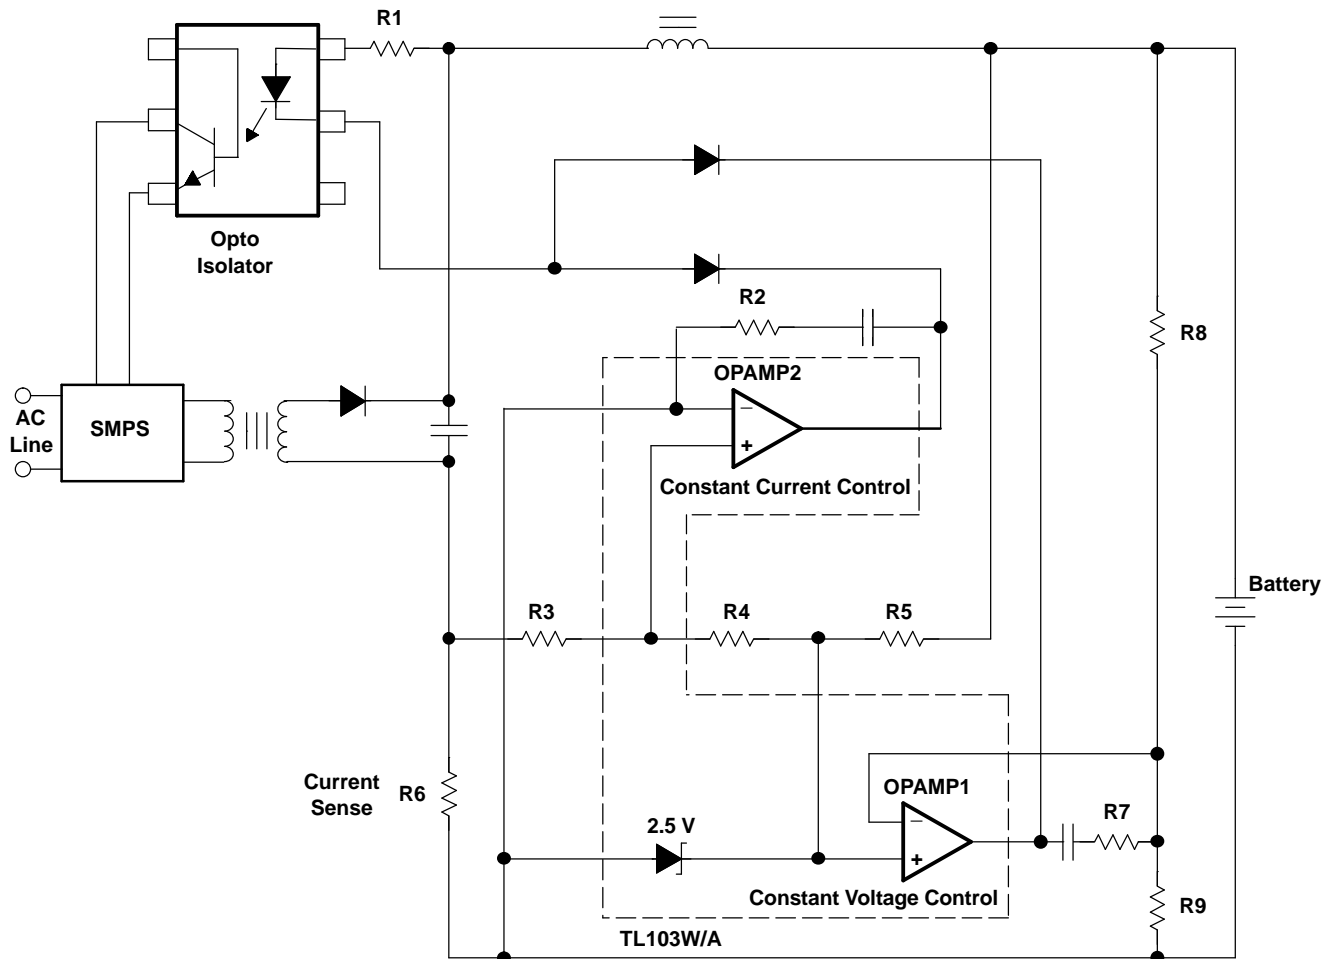 R1
Opto
Isolator
R2
R8
OPAMP2
−
+
AC
Line
SMPS
Constant Current Control
Battery
R3
R4
R5
Current
Sense
R6
OPAMP1
2.5 V
−
+
R7
Constant Voltage Control
R9
TL103W/A